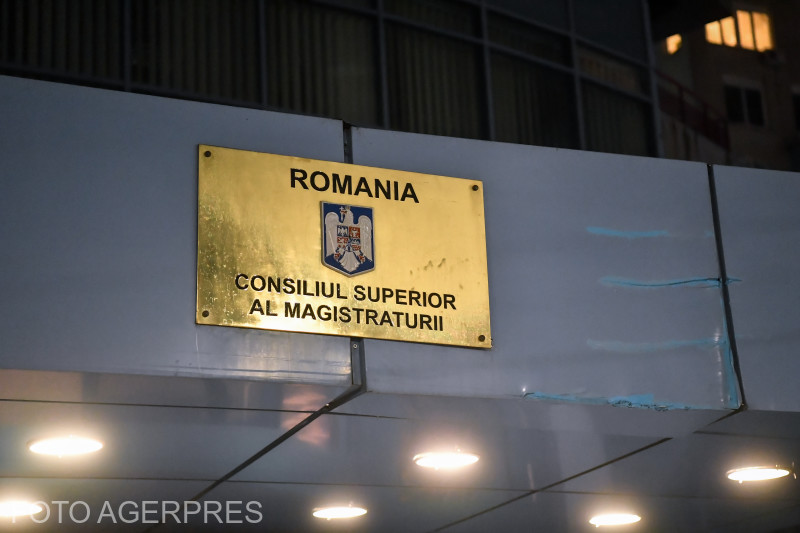 ROMANIA
CONSILIUL SUPERIOR
AL MAGISTRATURII
FOTO AGERPRES